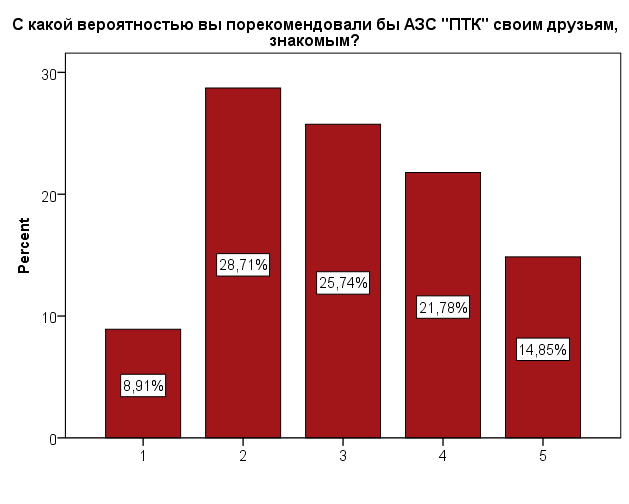 С какой вероятностью вы порекомендовали бы АЗС "ПТК" своим друзьям,
знакомым?
30
20
10
0
Percent
8,91%
28,71%
25,74%
21,78%
14,85%
1 2 3 4 5